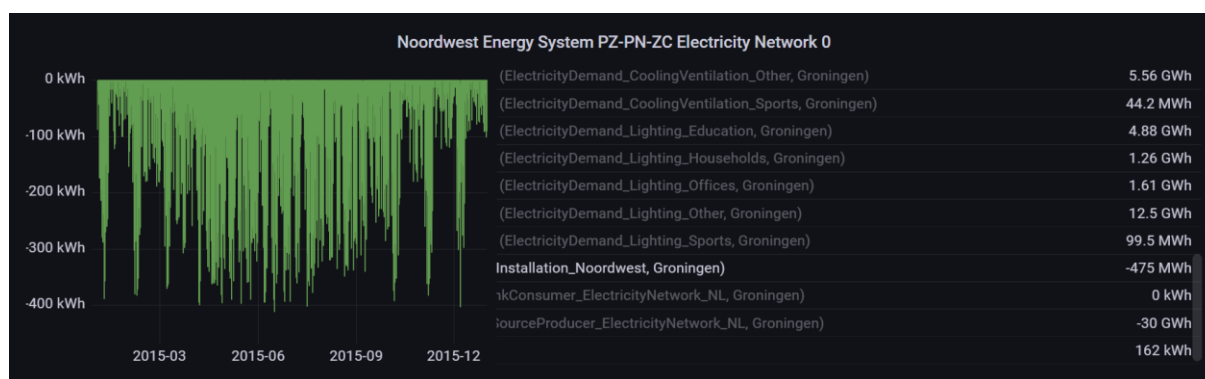 Noordwest Energy System PZ-PN-ZC Electricity Network 0
0 kWh
-100 kWh
-200 kWh
-300 kWh
-400 kWh
2015-03 2015-06 2015-09 2015-12
(ElectricityDemand_CoolingVentilation_Other, Groningen) 5.56 GWh
(ElectricityDemand_CoolingVentilation_Sports, Groningen) 44.2 MWh
(ElectricityDemand_Lighting_Education, Groningen) 4.88 GWh
(ElectricityDemand_Lighting_Households, Groningen) 1.26 GWh
(ElectricityDemand_Lighting_Offices, Groningen) 1.61 GWh
(ElectricityDemand_Lighting_Other, Groningen) 12.5 GWh
(ElectricityDemand_Lighting_Sports, Groningen) 99.5 MWh
Installation_Noordwest, Groningen) -475 MWh
nkConsumer_ElectricityNetwork_NL, Groningen) 0 kWh
SourceProducer_ElectricityNetwork_NL, Groningen) -30 GWh
162 kWh